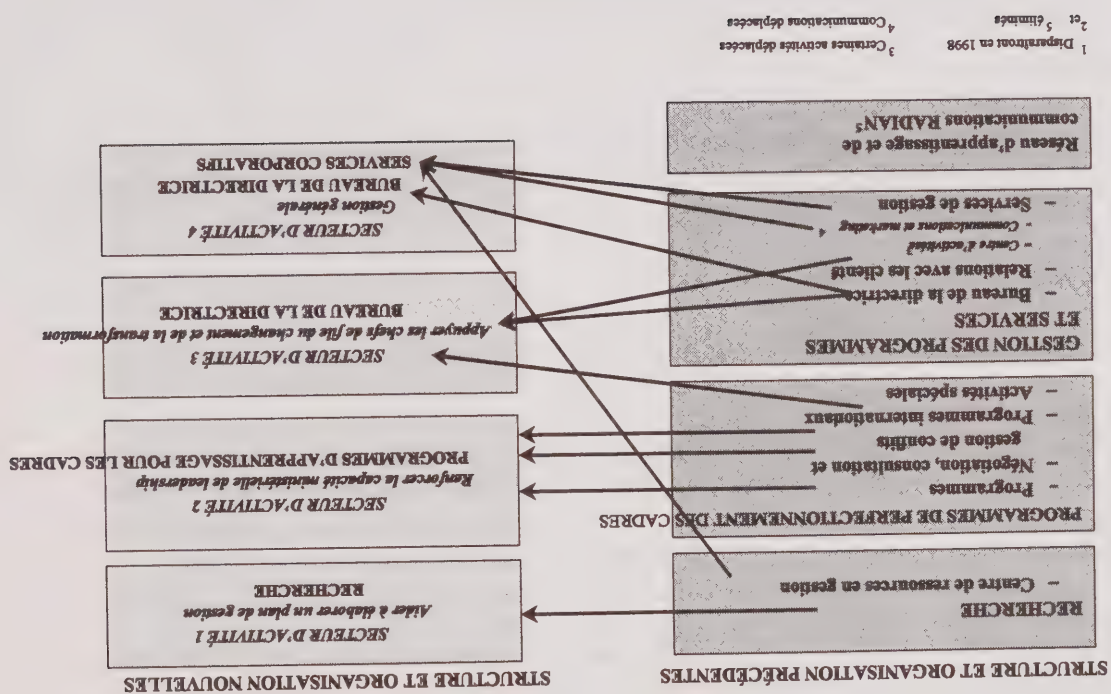 STRUCTURE ET ORGANISATION PRÉCÉDENTES
RECHERCHE
– Centre de ressources en gestion
PROGRAMMES DE PERFECTIONNEMENT DES CADRES
– Programmes
– Négotiation, consultation et
gestion de conflits
– Programmes internationaux
– Activités spéciales
GESTION DES PROGRAMMES
ET SERVICES
– Bureau de la directrice
– Relations avec les clients
– Centre d'activités³
- Communications et marketing 4
– Services de gestion
Réseau d'apprentissage et de
communications RADIAN⁵
STRUCTURE ET ORGANISATION NOUVELLES
SECTEUR D'ACTIVITÉ 1
Aider à élaborer un plan de gestion
RECHERCHE
SECTEUR D'ACTIVITÉ 2
Renforcer la capacité ministérielle de leadership
PROGRAMMES D'APPRENTISSAGE POUR LES CADRES
SECTEUR D'ACTIVITÉ 3
Appuyer les chefs de file du changement et de la transformation
BUREAU DE LA DIRECTRICE
SECTEUR D'ACTIVITÉ 4
Gestion générale
BUREAU DE LA DIRECTRICE
SERVICES CORPORATIFS
1 Disparaîtront en 1998
2 et 5 éliminés
3 Certaines activités déplacées
4 Communications déplacées